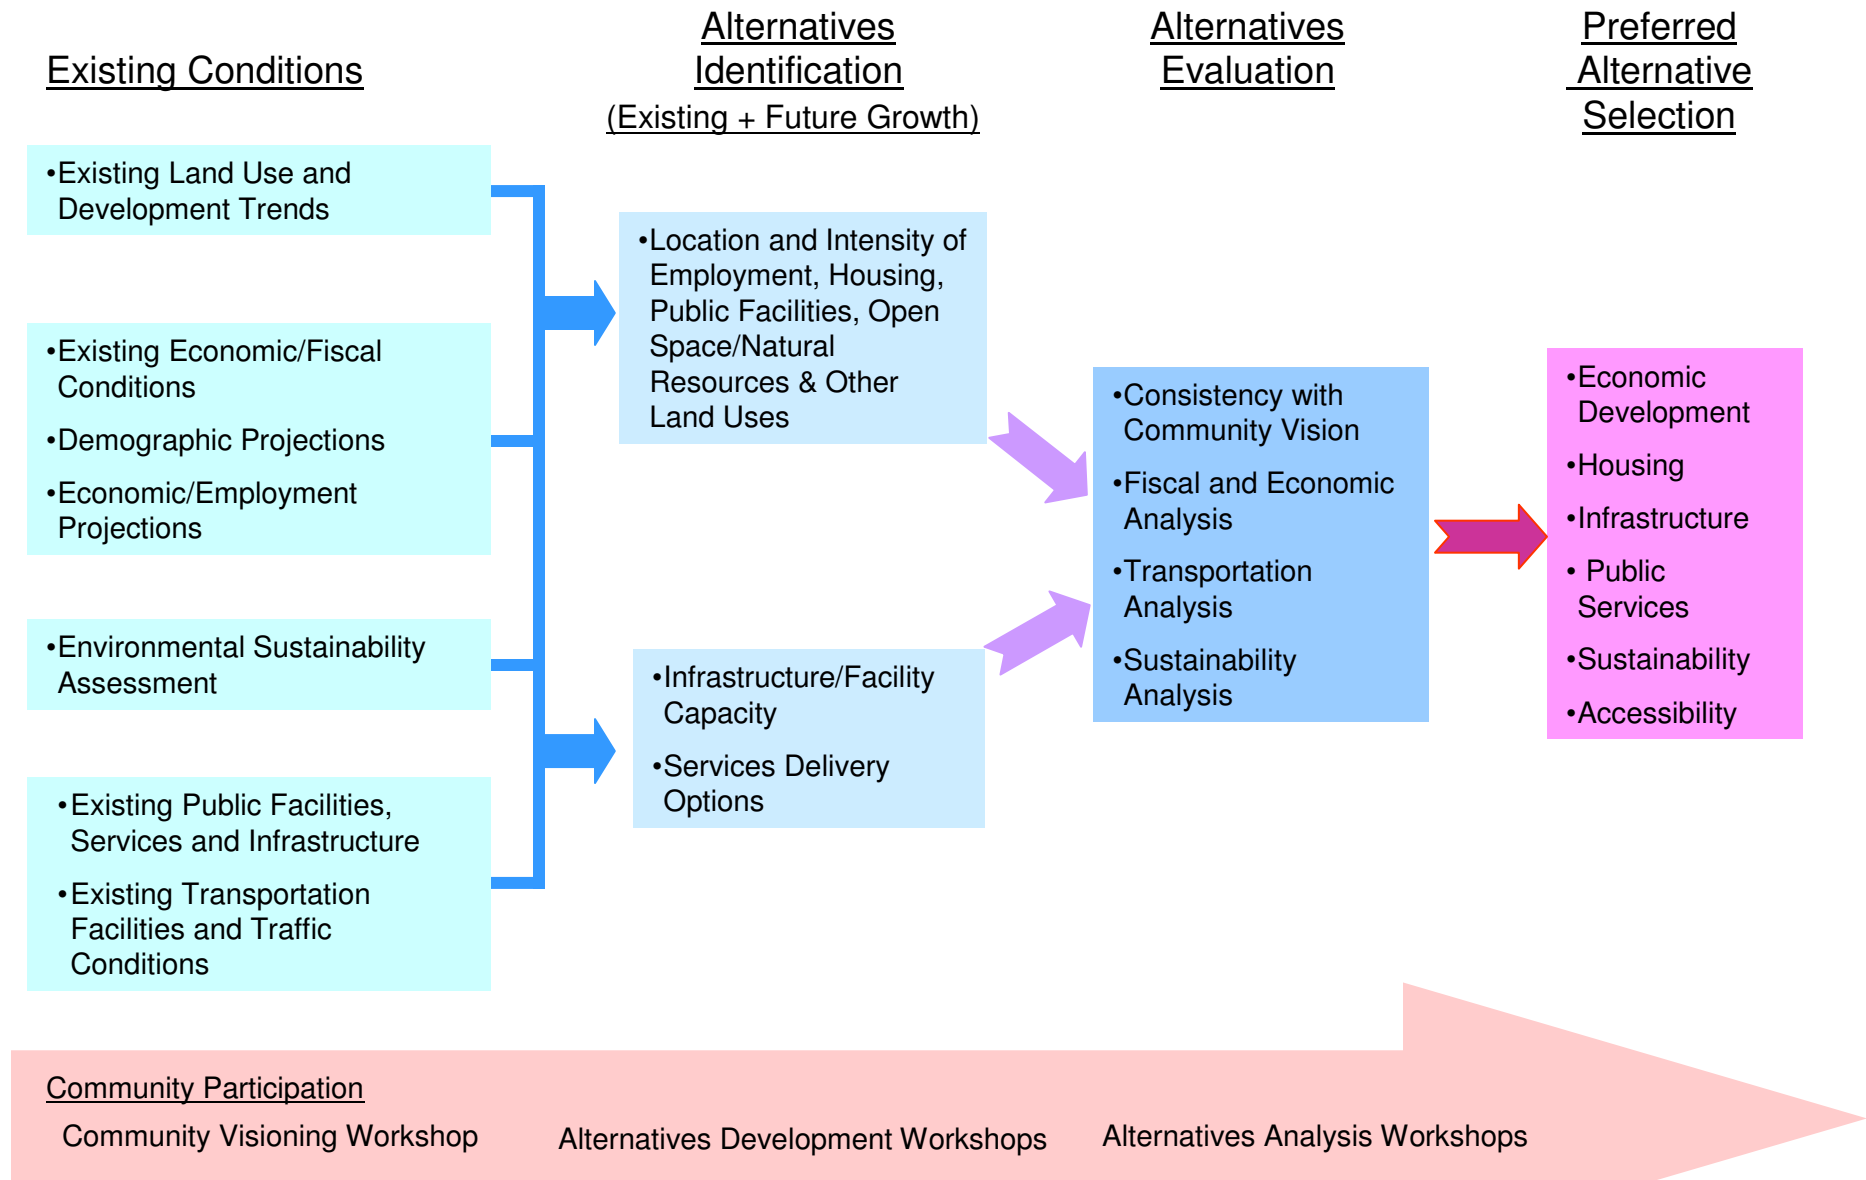 Existing Conditions
•Existing Land Use and
Development Trends
•Existing Economic/Fiscal
Conditions
•Demographic Projections
•Economic/Employment
Projections
•Environmental Sustainability
Assessment
•Existing Public Facilities,
Services and Infrastructure
•Existing Transportation
Facilities and Traffic
Conditions
Alternatives
Identification
(Existing + Future Growth)
•Location and Intensity of
Employment, Housing,
Public Facilities, Open
Space/Natural
Resources & Other
Land Uses
•Infrastructure/Facility
Capacity
•Services Delivery
Options
Alternatives
Evaluation
•Consistency with
Community Vision
•Fiscal and Economic
Analysis
•Transportation
Analysis
•Sustainability
Analysis
Preferred
Alternative
Selection
•Economic
Development
•Housing
•Infrastructure
• Public
Services
•Sustainability
•Accessibility
Community Participation
Community Visioning Workshop
Alternatives Development Workshops
Alternatives Analysis Workshops